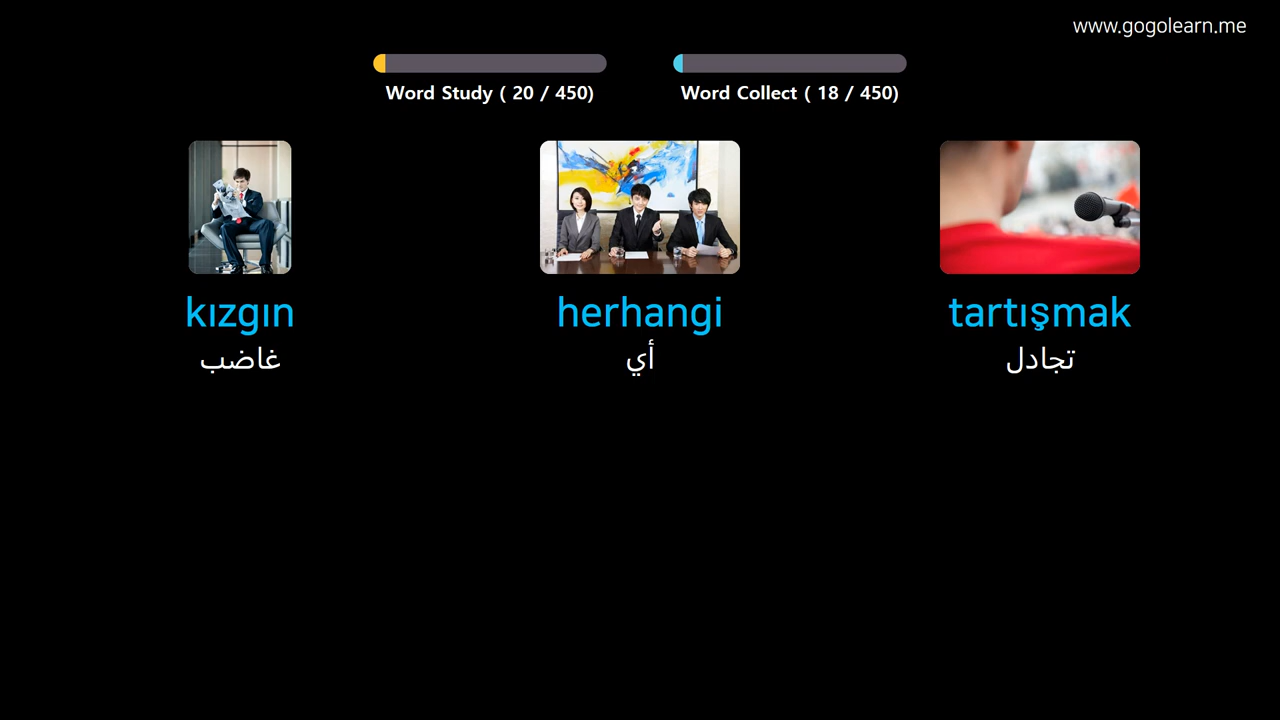 www.gogolearn.me
Word Study ( 20 / 450)
Word Collect ( 18 / 450)
kızgın
غاضب
herhangi
أي
tartışmak
تجادل